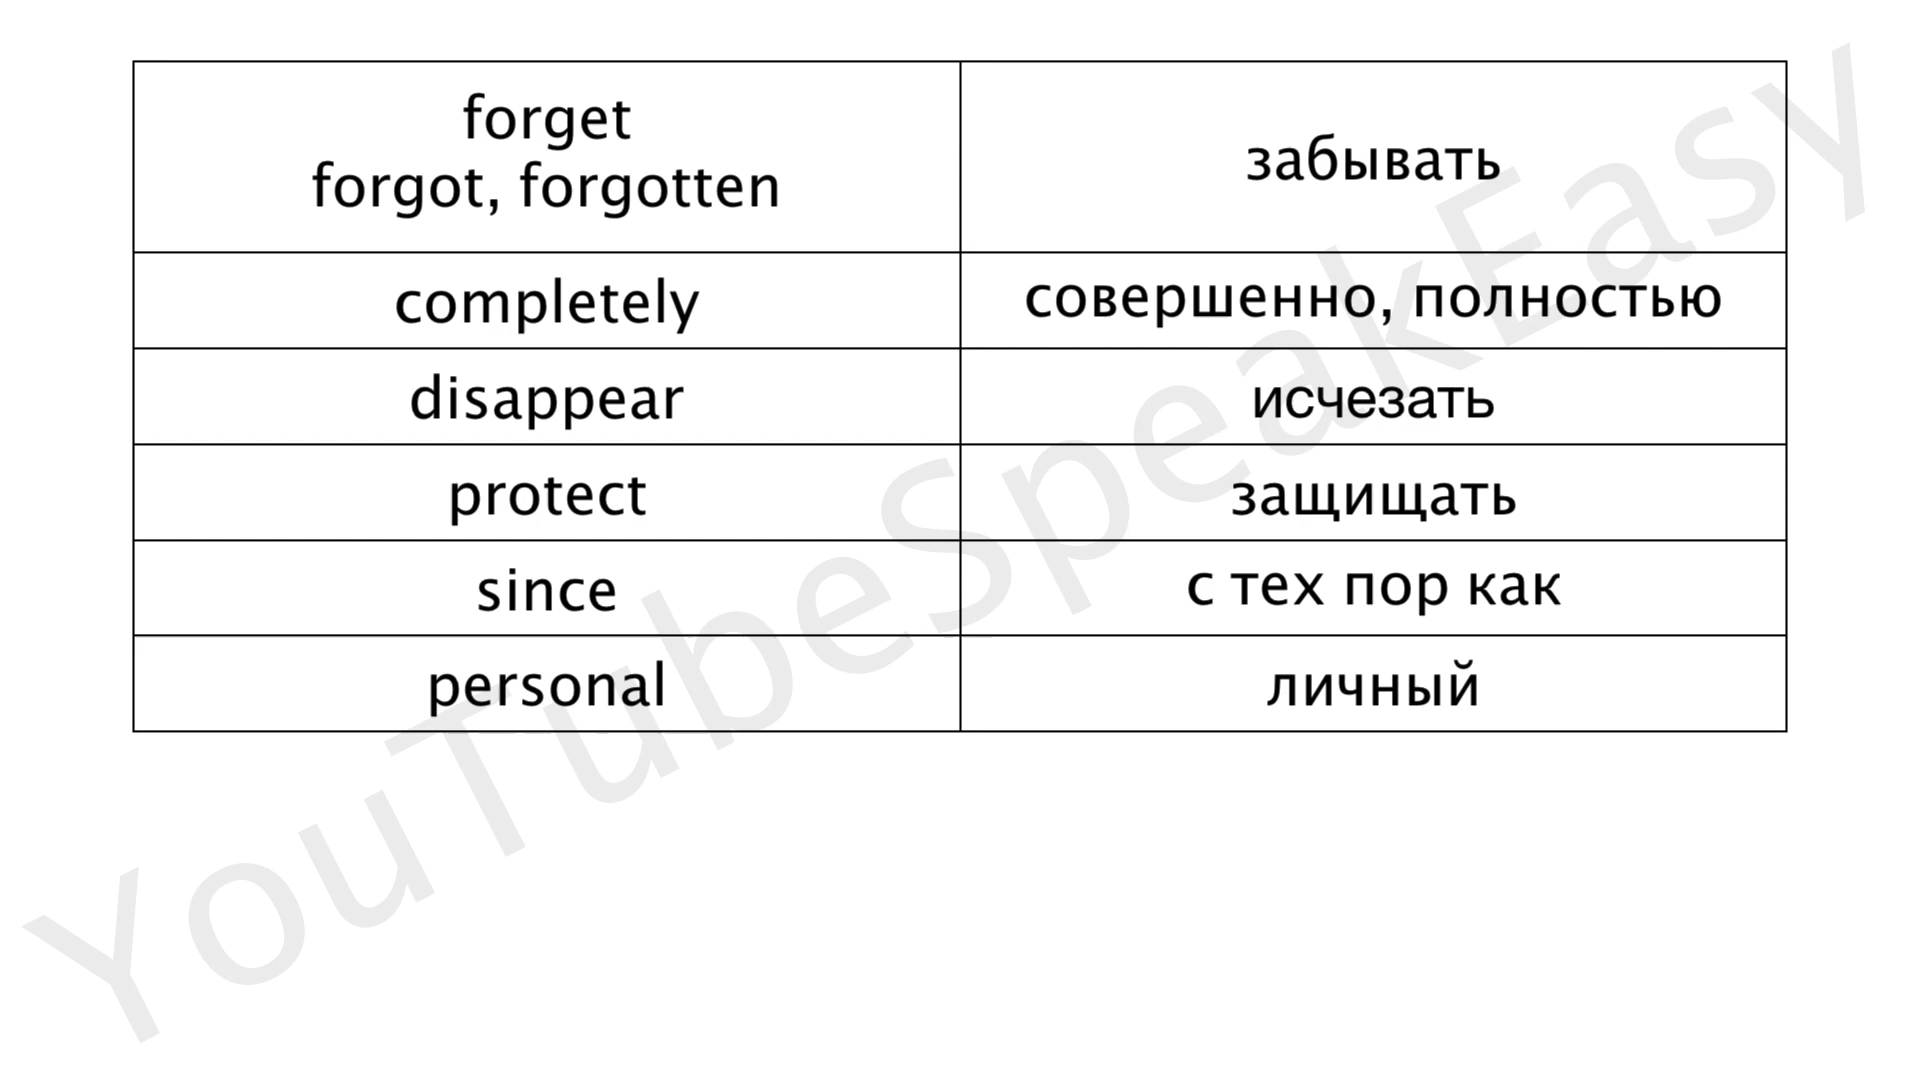 forget
forgot, forgotten
забывать
completely
совершенно, полностью
disappear
исчезать
protect
защищать
since
с тех пор как
personal
личный
YouTubeSpeakEasy